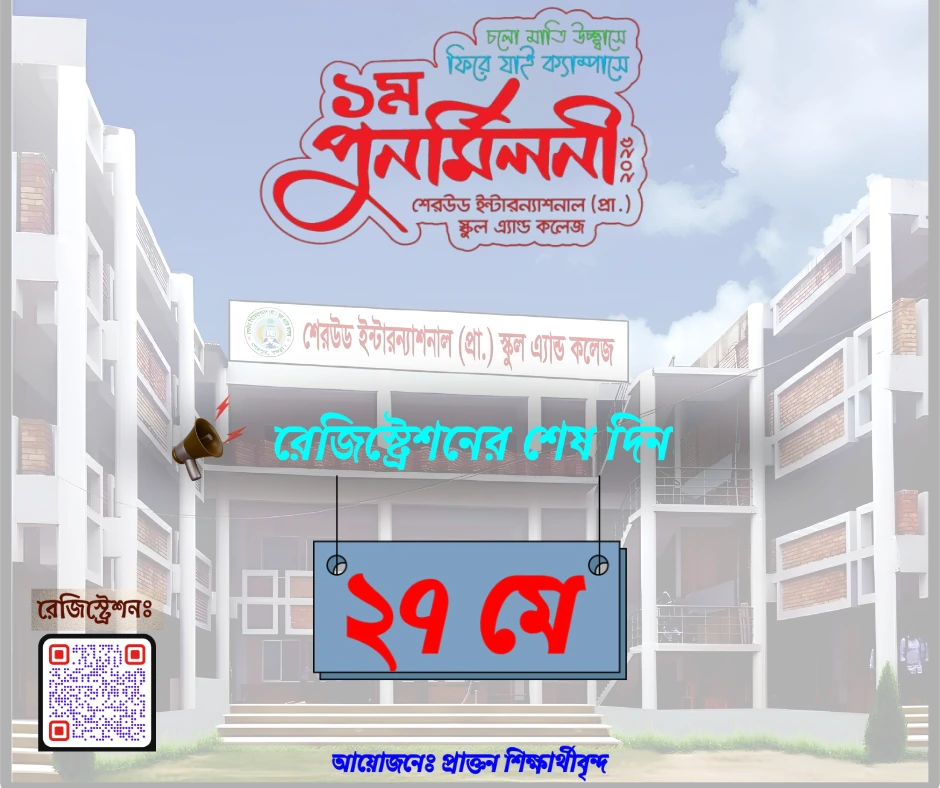 চলো মাতি উচ্ছ্বাসে
ফিরে যাই ক্যাম্পাসে
১ম
পুনর্মিলনী
২০২৫
শেরউড ইন্টারন্যাশনাল (প্রা.)
স্কুল এ্যান্ড কলেজ
শেরউড ইন্টারন্যাশনাল (প্রা.) স্কুল এ্যান্ড কলেজ
রেজিস্ট্রেশনের শেষ দিন
২৭ মে
রেজিস্ট্রেশনঃ
আয়োজনেঃ প্রাক্তন শিক্ষার্থীবৃন্দ